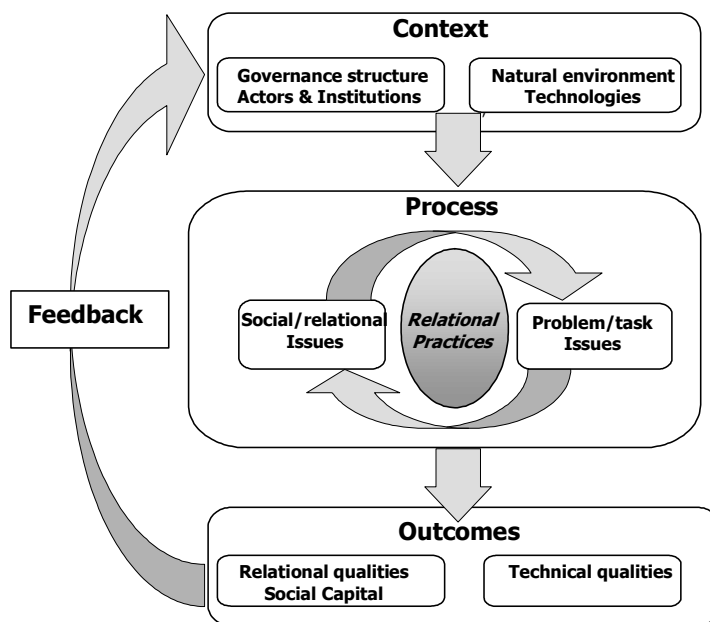 Context
Governance structure
Actors & Institutions
Natural environment
Technologies
Process
Social/relational
Issues
Relational
Practices
Problem/task
Issues
Feedback
Outcomes
Relational qualities
Social Capital
Technical qualities